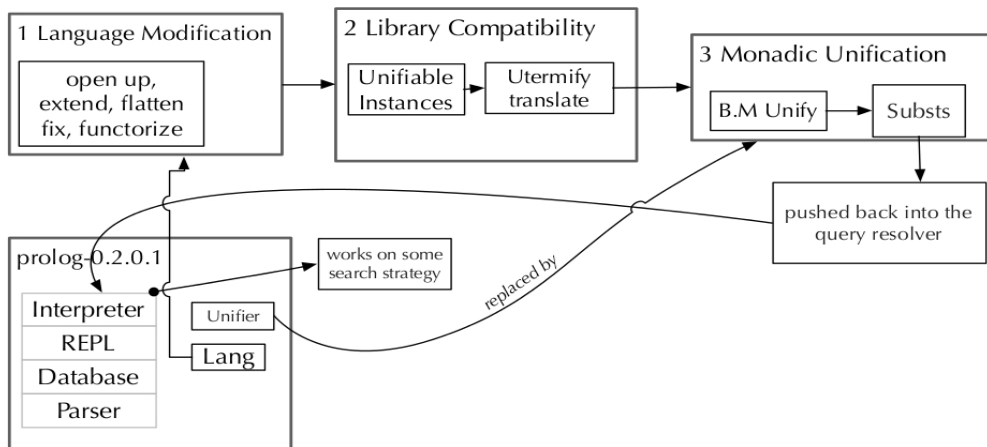 1 Language Modification
open up,
extend, flatten
fix, functorize
2 Library Compatibility
Unifiable
Instances
Utermify
translate
3 Monadic Unification
B.M Unify
Substs
pushed back into the
query resolver
prolog-0.2.0.1
Interpreter
REPL
Database
Parser
works on some
search strategy
Unifier
Lang
replaced by